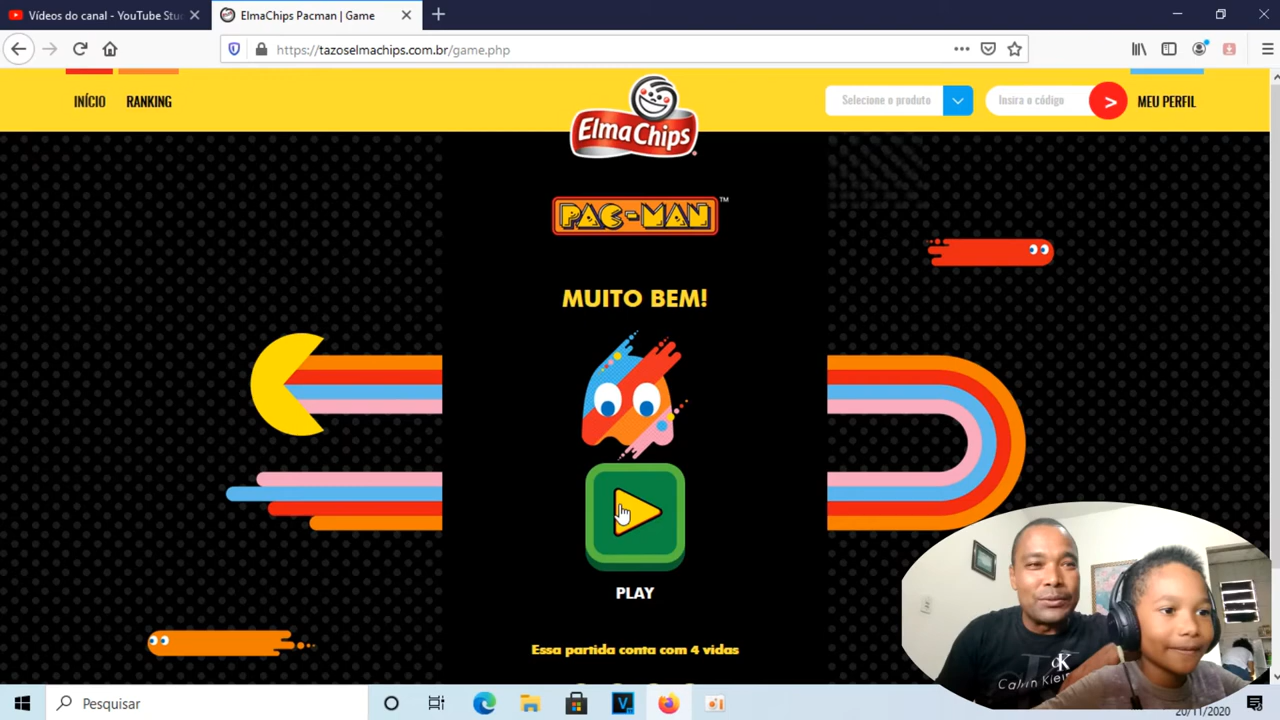 Vídeos do canal - YouTube Stu
ElmaChips Pacman | Game
https://tazoselmachips.com.br/game.php
INÍCIO
RANKING
ElmaChips
Selecione o produto
Insira o código
>
MEU PERFIL
PAC-MAN™
MUITO BEM!
PLAY
Essa partida conta com 4 vidas
cK
Calvin Klein
Pesquisar
20/11/2020